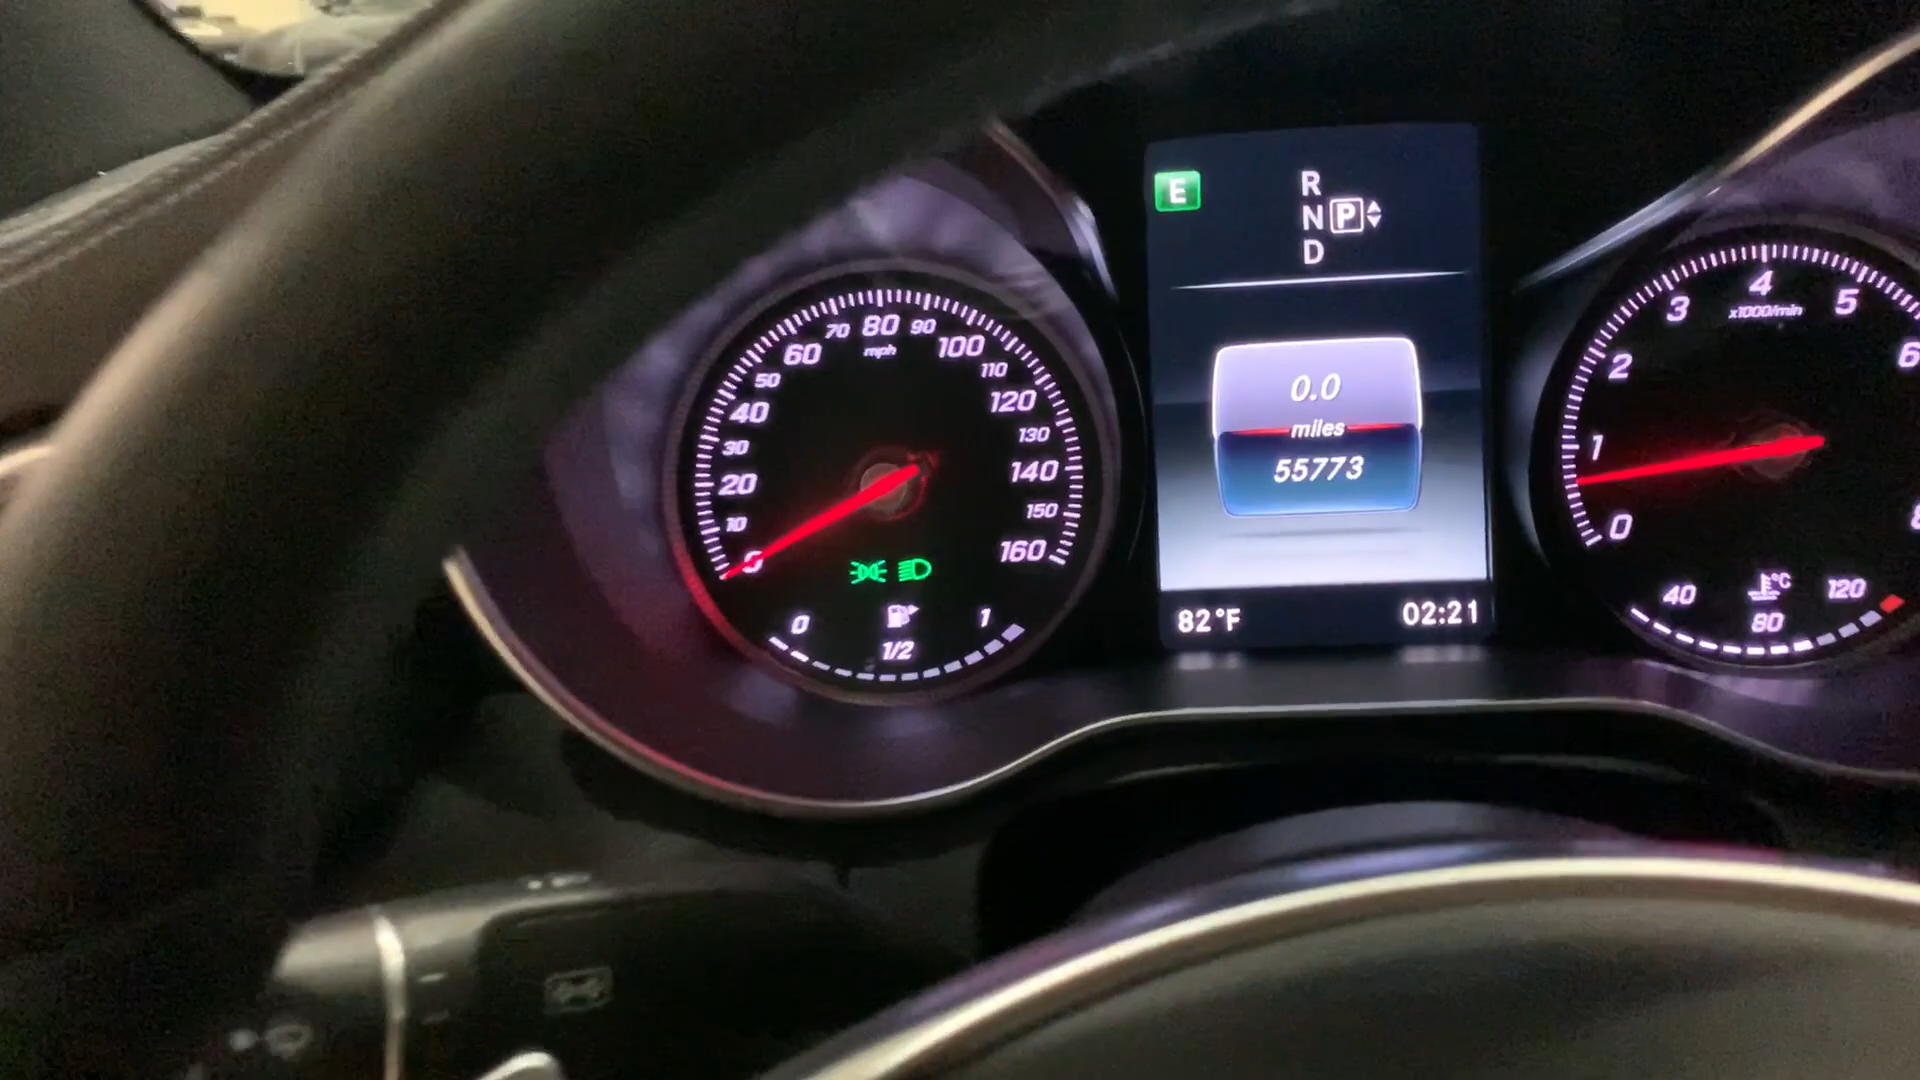 E
R
N P
D
70 80 90
60 mph 100
50 110
40 120
30 130
20 140
10 150
0 160
0 1
1/2
0.0
miles
55773
82°F 02:21
4
3 5
x1000/min
2 6
1
0
°C
40 120
80